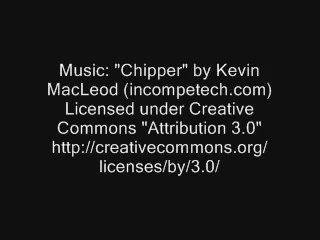 Music: "Chipper" by Kevin
MacLeod (incompetech.com)
Licensed under Creative
Commons "Attribution 3.0"
http://creativecommons.org/
licenses/by/3.0/